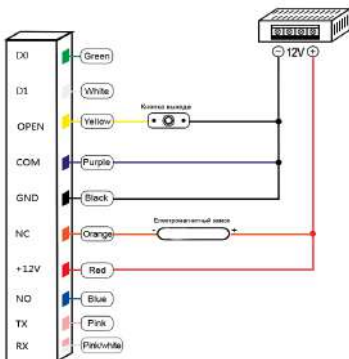 D0 Green
D1 White
OPEN Yellow
COM Purple
GND Black
NC Orange
+12V Red
NO Blue
TX Pink
RX Pink/white
Кнопка выхода
Електромагнитный замок
- +
− 12V +